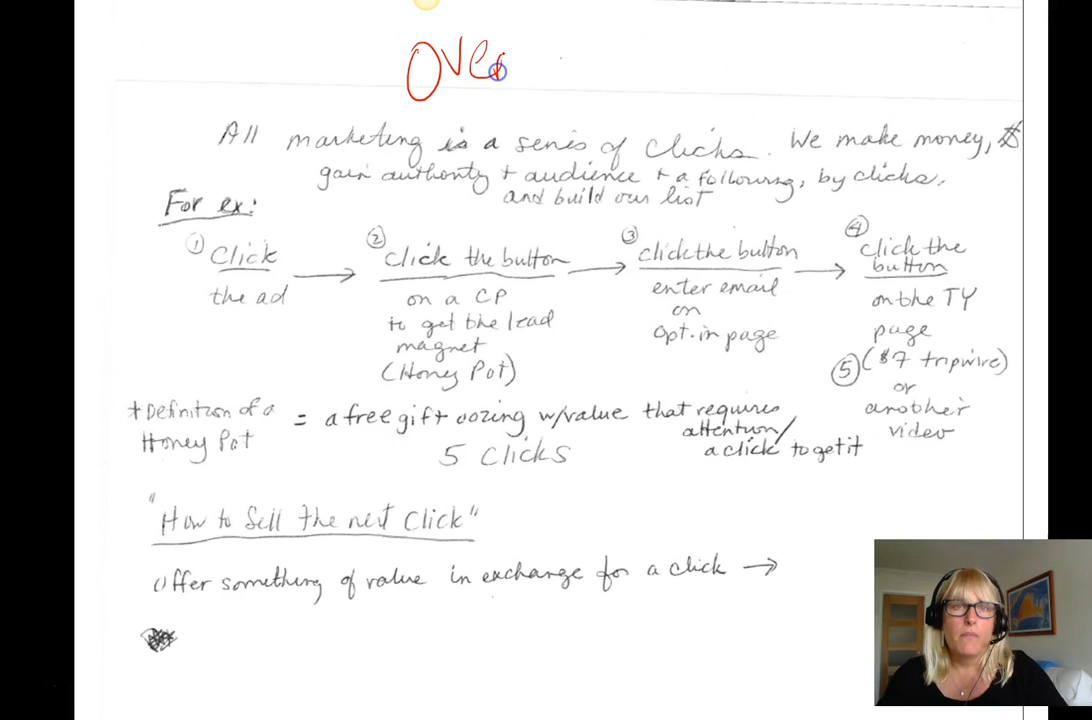 Over
All marketing is a series of clicks. We make money, $
gain authority + audience + a following, by clicks,
and build our list
For ex:
① Click
the ad
② Click the button
on a CP
to get the lead
magnet
(Honey Pot)
③ click the button
enter email
on
Opt-in page
④ Click the
button
on the TY
page
⑤ ($7 tripwire)
or
another
video
+ Definition of a
Honey Pot
= a free gift oozing w/value that requires
attention/
a click to get it
5 Clicks
"How to Sell the next Click"
Offer something of value in exchange for a click →